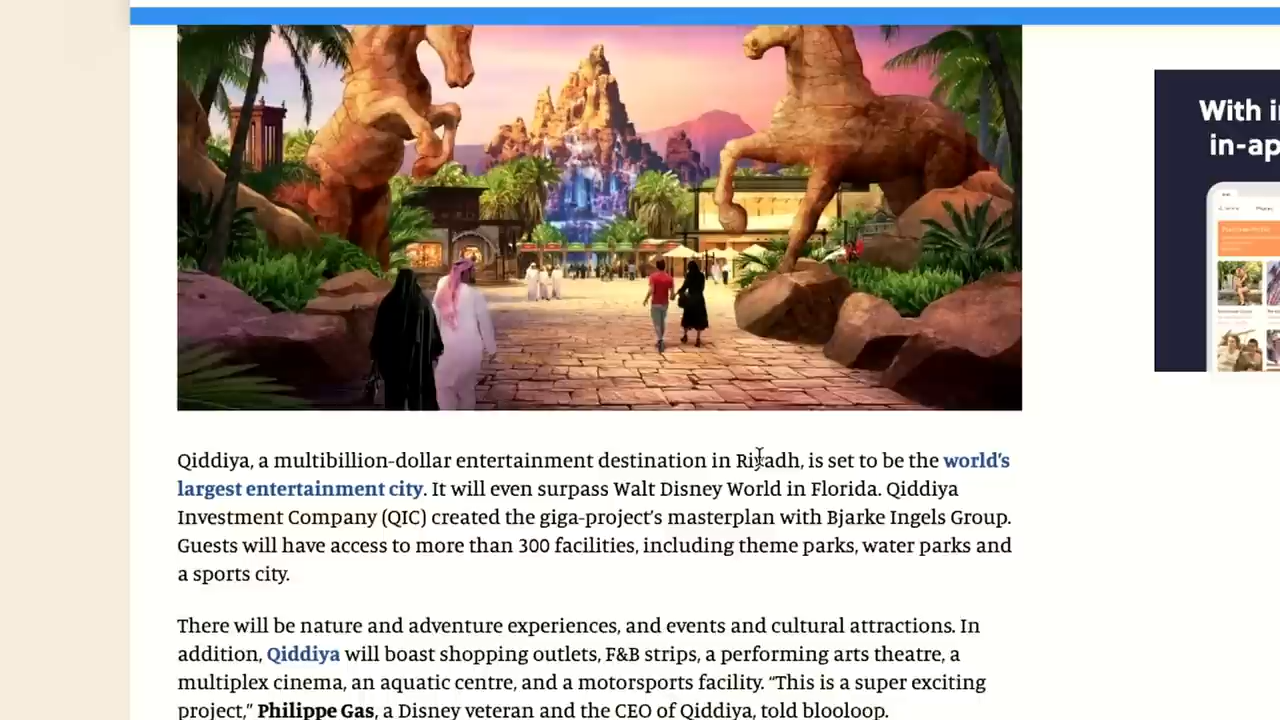 With i
in-ap
Qiddiya, a multibillion-dollar entertainment destination in Riyadh, is set to be the world's
largest entertainment city. It will even surpass Walt Disney World in Florida. Qiddiya
Investment Company (QIC) created the giga-project's masterplan with Bjarke Ingels Group.
Guests will have access to more than 300 facilities, including theme parks, water parks and
a sports city.
There will be nature and adventure experiences, and events and cultural attractions. In
addition, Qiddiya will boast shopping outlets, F&B strips, a performing arts theatre, a
multiplex cinema, an aquatic centre, and a motorsports facility. “This is a super exciting
project,” Philippe Gas, a Disney veteran and the CEO of Qiddiya, told blooloop.